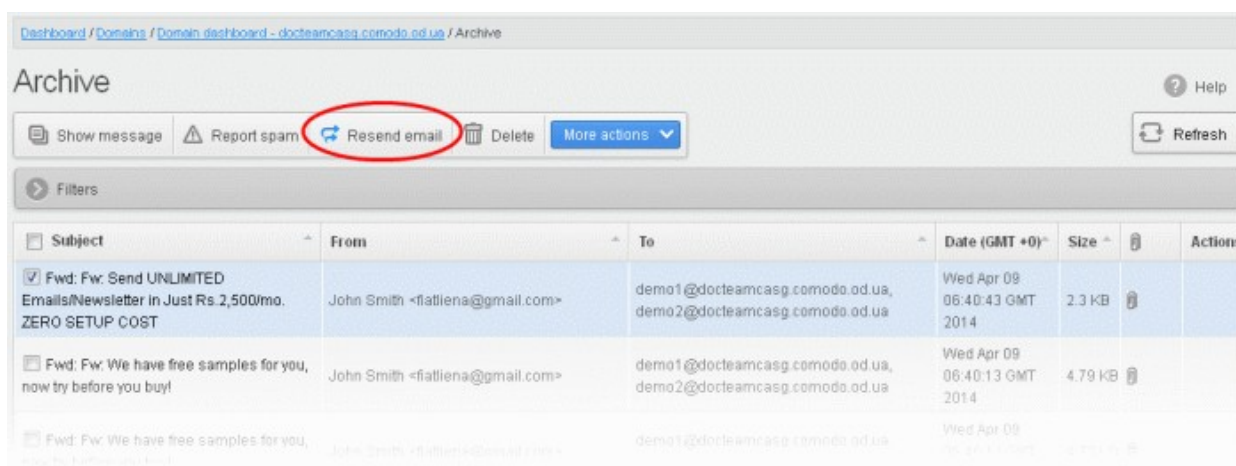 Dashboard / Domains / Domain dashboard - docteamcasg.comodo.od.ua / Archive
Archive
Help
Show message Report spam Resend email Delete More actions
Refresh
Filters
Subject From To Date (GMT +0) Size Actions
Fwd: Fw: Send UNLIMITED
Emails/Newsletter in Just Rs.2,500/mo.
ZERO SETUP COST
John Smith <fiatliena@gmail.com>
demo1@docteamcasg.comodo.od.ua,
demo2@docteamcasg.comodo.od.ua
Wed Apr 09
06:40:43 GMT
2014
2.3 KB
Fwd: Fw: We have free samples for you,
now try before you buy!
John Smith <fiatliena@gmail.com>
demo1@docteamcasg.comodo.od.ua,
demo2@docteamcasg.comodo.od.ua
Wed Apr 09
06:40:13 GMT
2014
4.79 KB
Fwd: Fw: We have free samples for you,
John Smith
demo1@docteamcasg.comodo.od.ua
Wed Apr 09